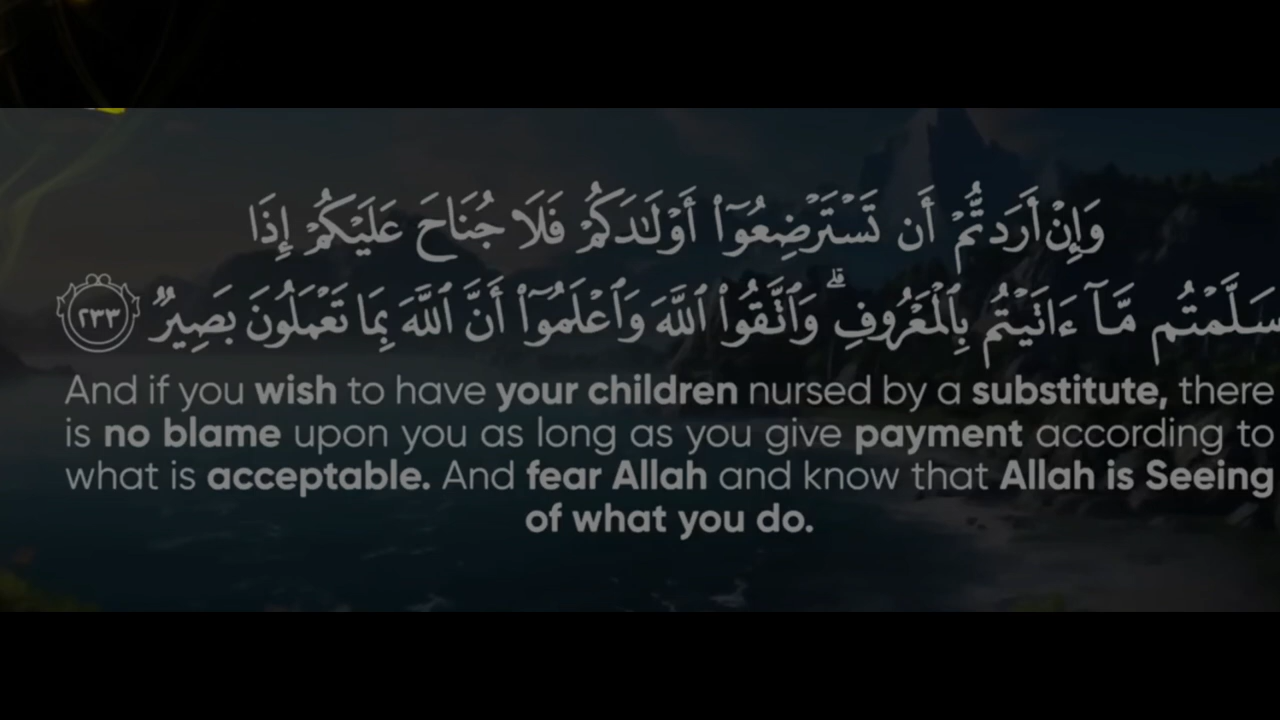 وَإِنْ أَرَدتُّمْ أَن تَسْتَرْضِعُوٓا۟ أَوْلَـٰدَكُمْ فَلَا جُنَاحَ عَلَيْكُمْ إِذَا
سَلَّمْتُم مَّآ ءَاتَيْتُم بِٱلْمَعْرُوفِ ۗ وَٱتَّقُوا۟ ٱللَّهَ وَٱعْلَمُوٓا۟ أَنَّ ٱللَّهَ بِمَا تَعْمَلُونَ بَصِيرٌ ٢٣٣
And if you wish to have your children nursed by a substitute, there
is no blame upon you as long as you give payment according to
what is acceptable. And fear Allah and know that Allah is Seeing
of what you do.